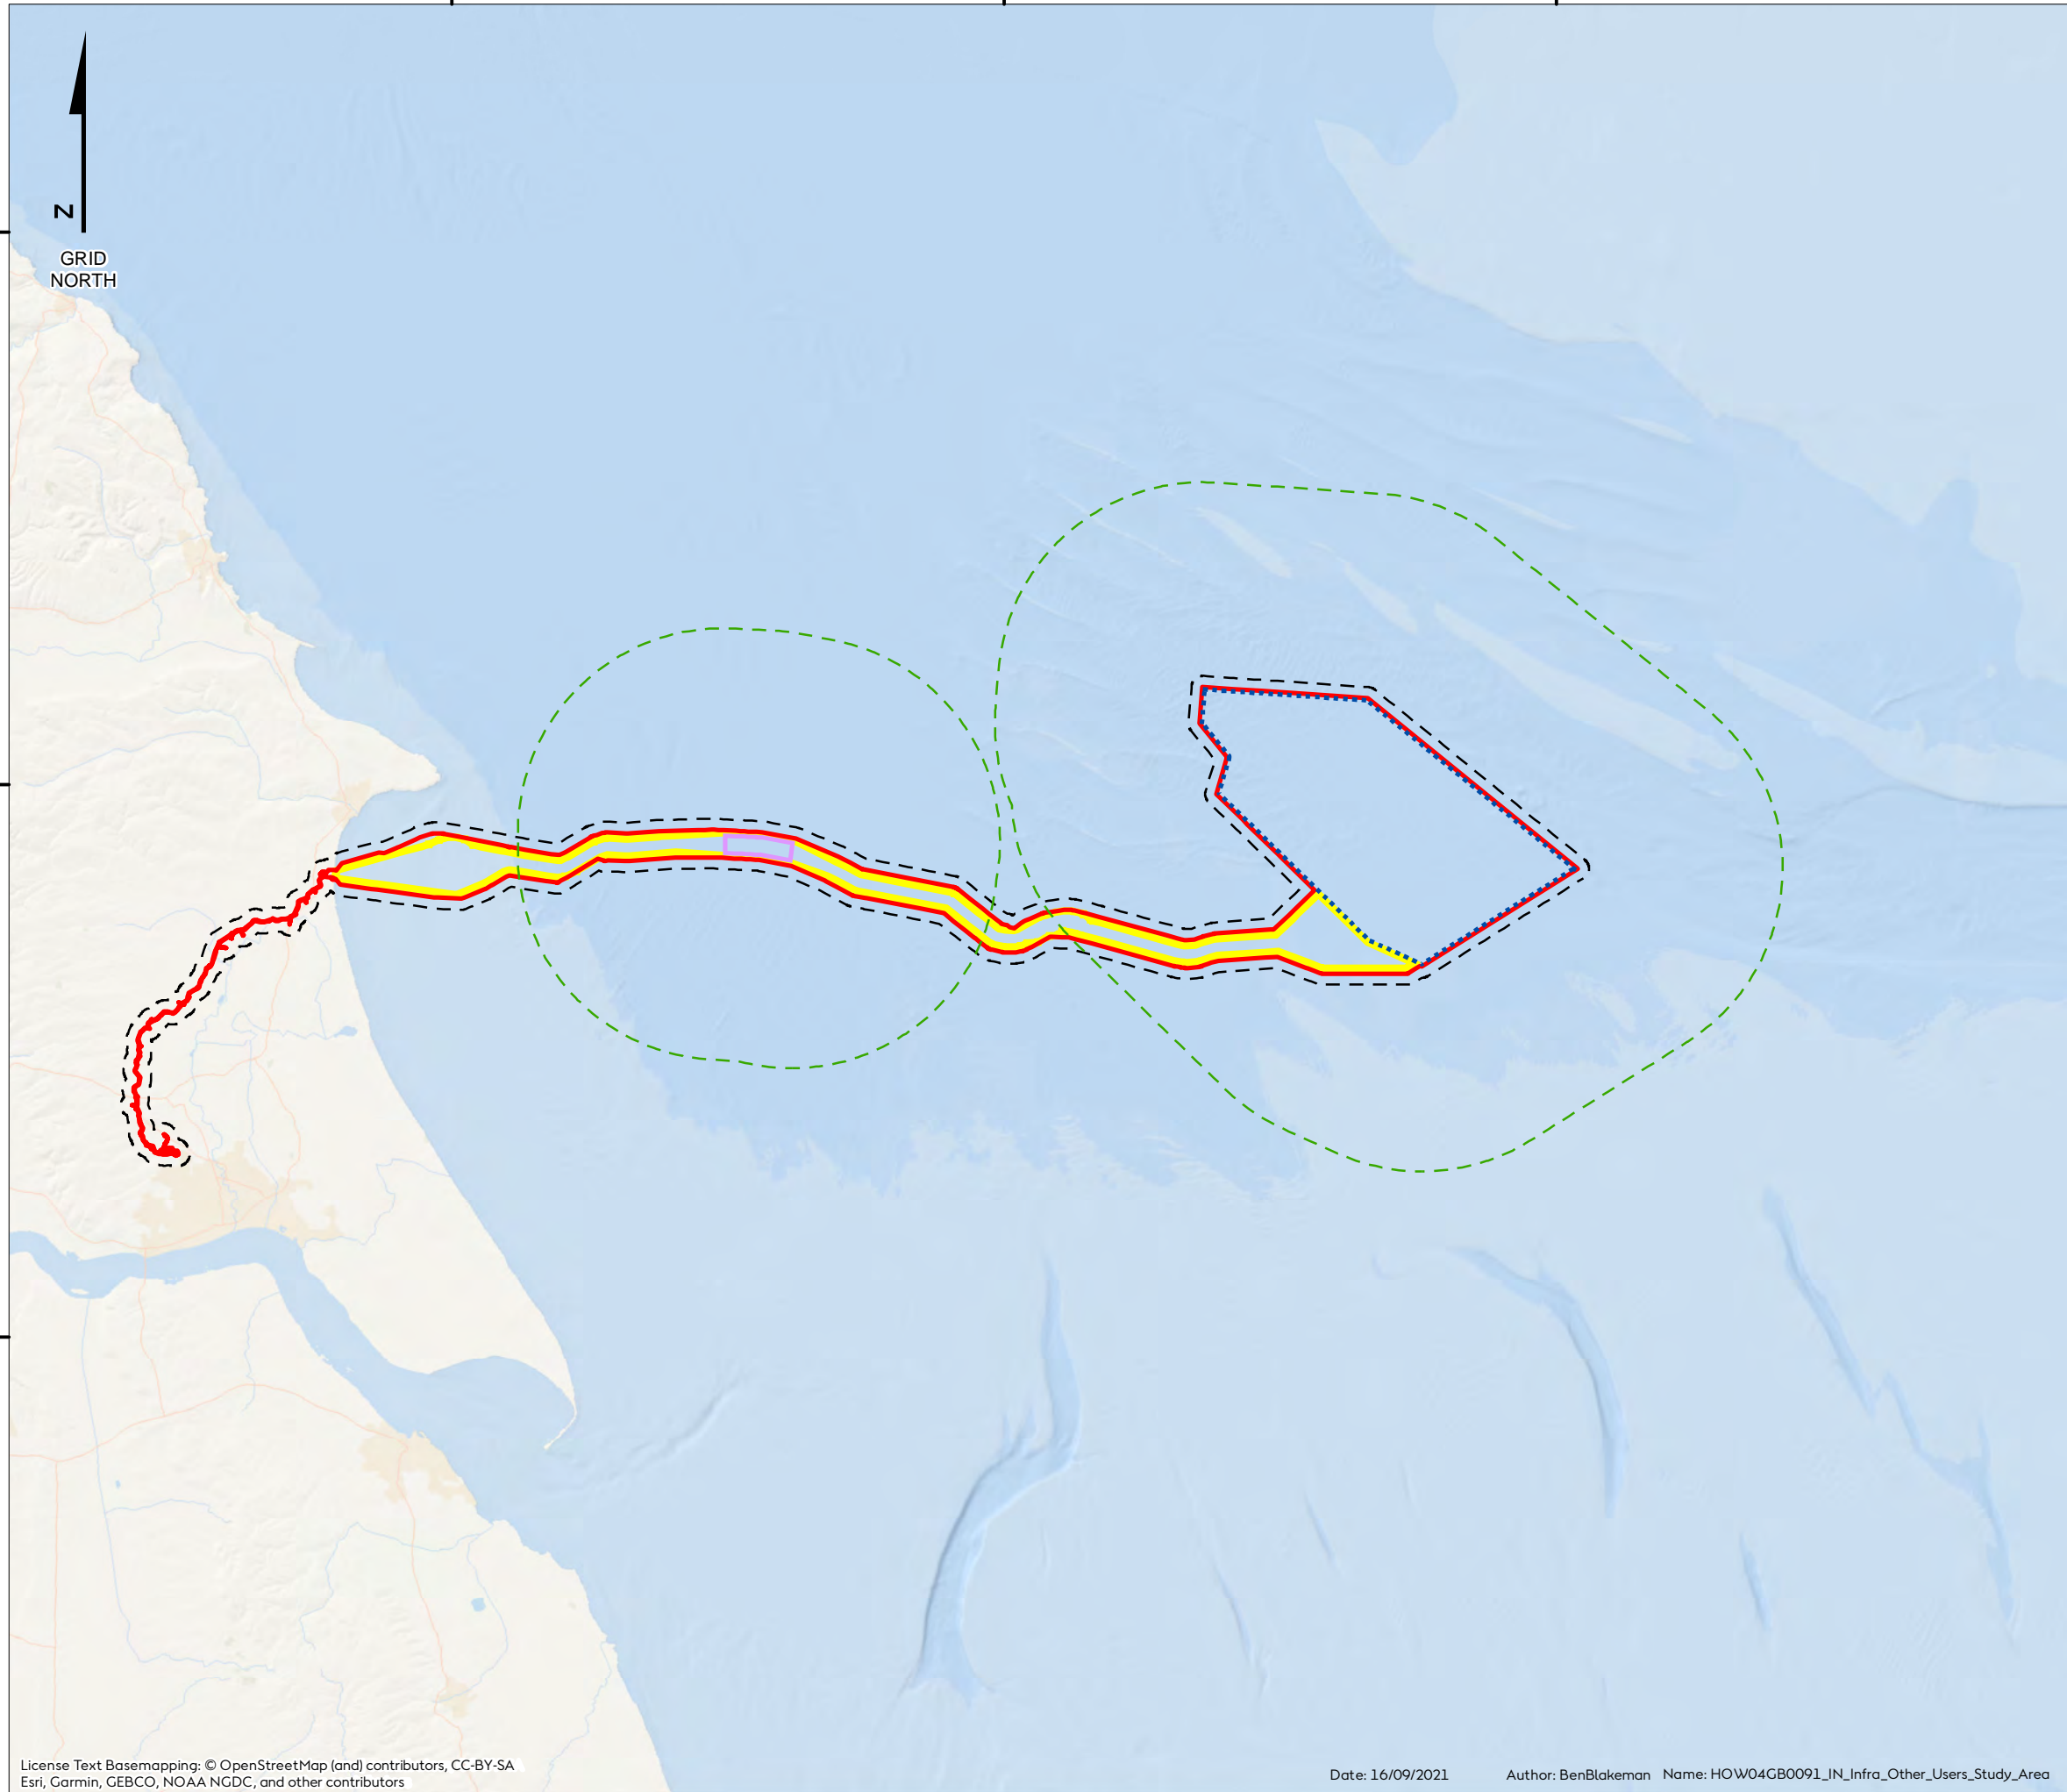 N
GRID
NORTH
License Text Basemapping: © OpenStreetMap (and) contributors, CC-BY-SA
Esri, Garmin, GEBCO, NOAA NGDC, and other contributors
Date: 16/09/2021 Author: BenBlakeman Name: HOW04GB0091_IN_Infra_Other_Users_Study_Area